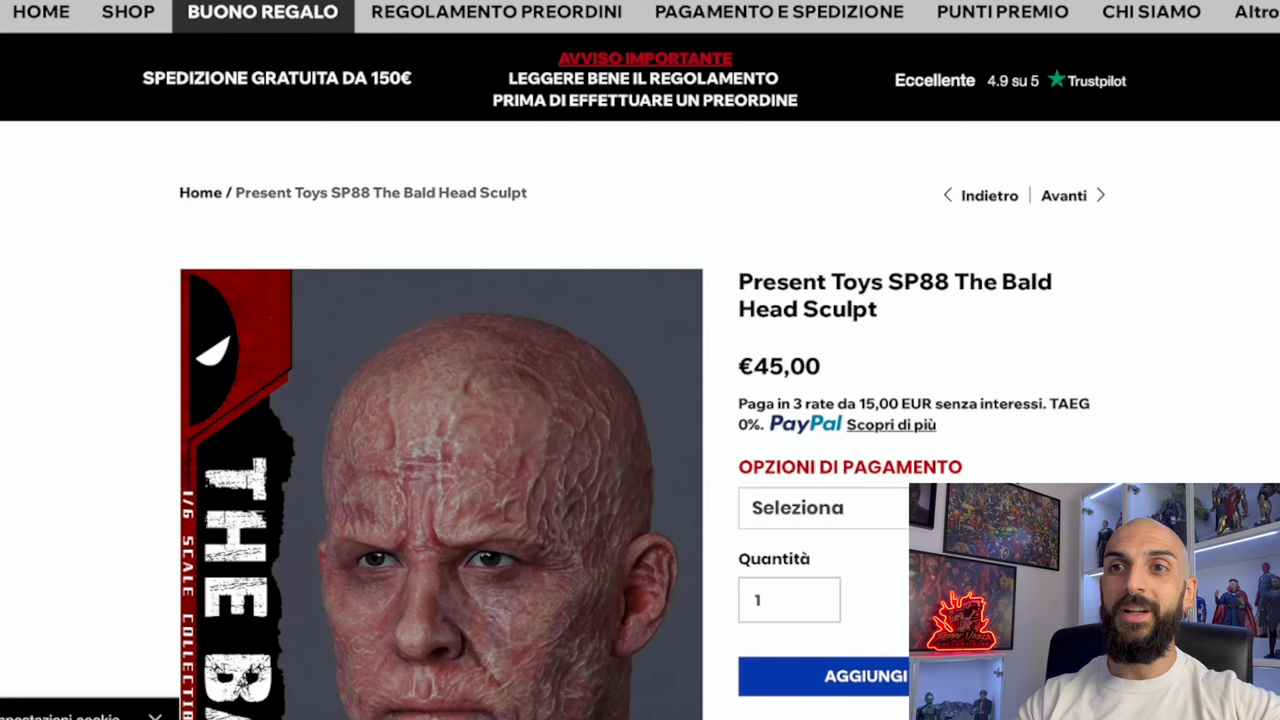 HOME SHOP BUONO REGALO REGOLAMENTO PREORDINI PAGAMENTO E SPEDIZIONE PUNTI PREMIO CHI SIAMO Altro
SPEDIZIONE GRATUITA DA 150€
AVVISO IMPORTANTE
LEGGERE BENE IL REGOLAMENTO
PRIMA DI EFFETTUARE UN PREORDINE
Eccellente 4.9 su 5 Trustpilot
Home / Present Toys SP88 The Bald Head Sculpt
Indietro | Avanti
THE BA
1/6 SCALE COLLECTIB
Present Toys SP88 The Bald
Head Sculpt
€45,00
Paga in 3 rate da 15,00 EUR senza interessi. TAEG
0%. PayPal Scopri di più
OPZIONI DI PAGAMENTO
Seleziona
Quantità
1
AGGIUNGI